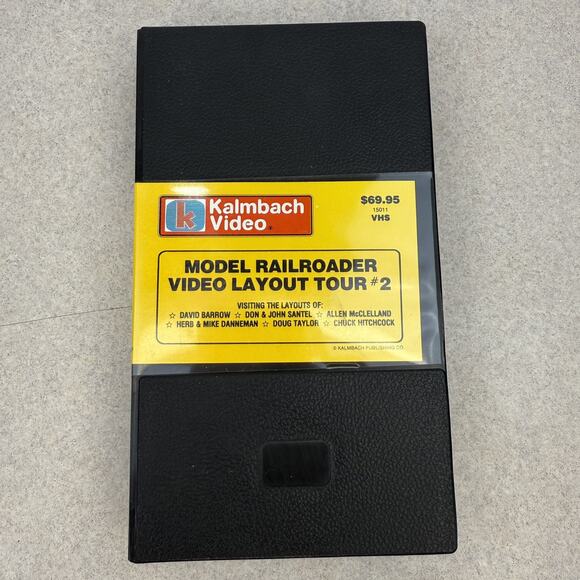 k Kalmbach
Video®
$69.95
15011
VHS
MODEL RAILROADER
VIDEO LAYOUT TOUR #2
VISITING THE LAYOUTS OF:
☆ DAVID BARROW ☆ DON & JOHN SANTEL ☆ ALLEN McCLELLAND
☆ HERB & MIKE DANNEMAN ☆ DOUG TAYLOR ☆ CHUCK HITCHCOCK
© KALMBACH PUBLISHING CO.